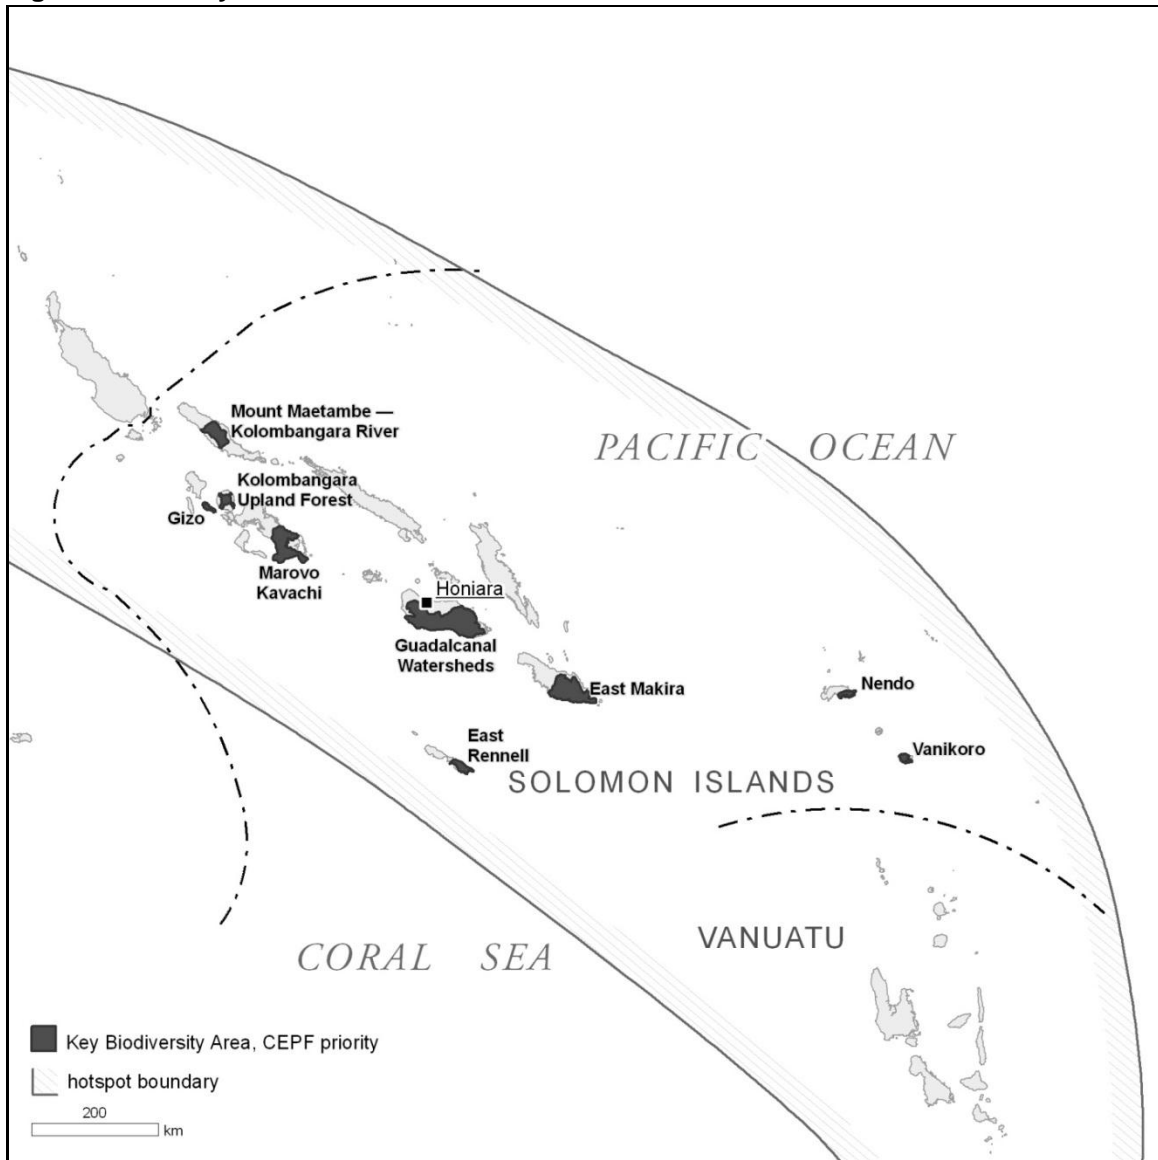 Mount Maetambe —
Kolombangara River
PACIFIC OCEAN
Kolombangara
Upland Forest
Gizo
Marovo
Kavachi
Honiara
Guadalcanal
Watersheds
East Makira
Nendo
East
Rennell
Vanikoro
SOLOMON ISLANDS
VANUATU
CORAL SEA
Key Biodiversity Area, CEPF priority
hotspot boundary
200
km